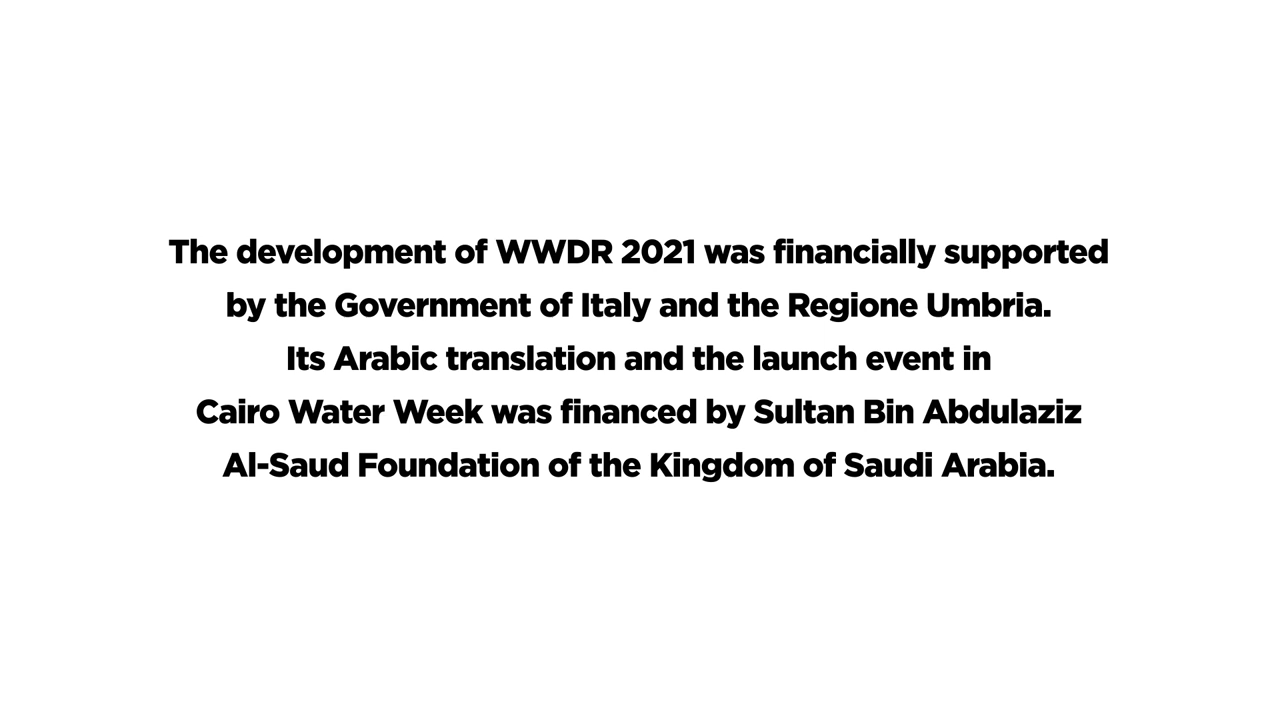 The development of WWDR 2021 was financially supported
by the Government of Italy and the Regione Umbria.
Its Arabic translation and the launch event in
Cairo Water Week was financed by Sultan Bin Abdulaziz
Al-Saud Foundation of the Kingdom of Saudi Arabia.